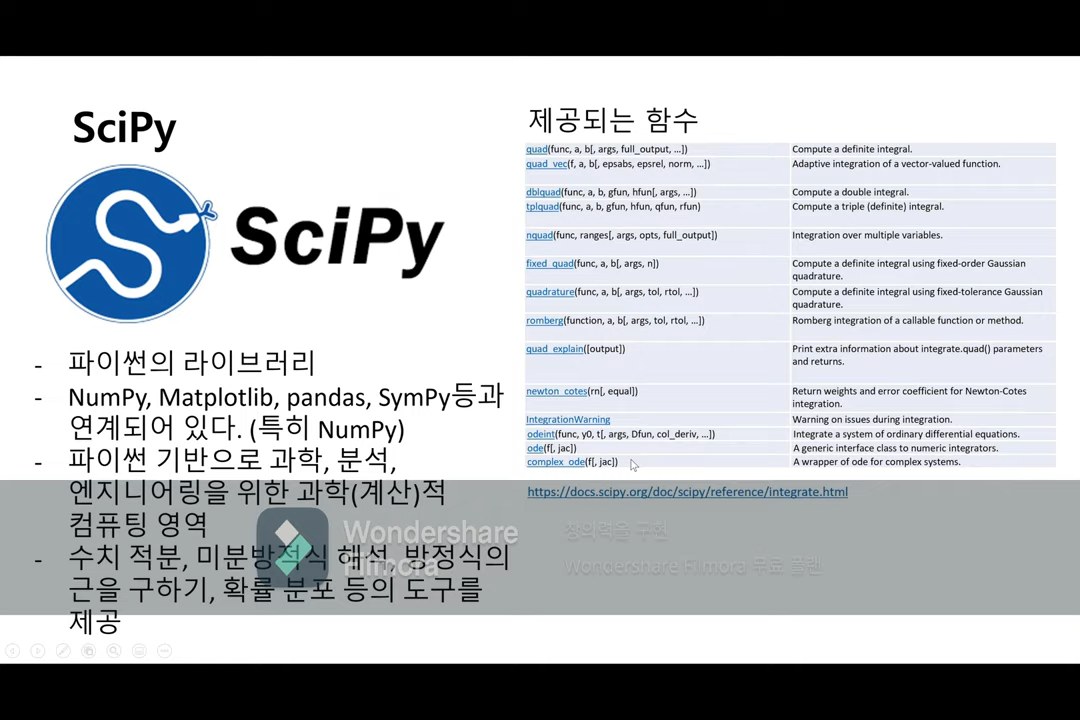 SciPy
SciPy
- 파이썬의 라이브러리
- NumPy, Matplotlib, pandas, SymPy등과
연계되어 있다. (특히 NumPy)
- 파이썬 기반으로 과학, 분석,
엔지니어링을 위한 과학(계산)적
컴퓨팅 영역
- 수치 적분, 미분방적식 해석, 방정식의
근을 구하기, 확률 분포 등의 도구를
제공
제공되는 함수
quad(func, a, b[, args, full_output, …]) Compute a definite integral.
quad_vec(f, a, b[, epsabs, epsrel, norm, …]) Adaptive integration of a vector-valued function.
dblquad(func, a, b, gfun, hfun[, args, …]) Compute a double integral.
tplquad(func, a, b, gfun, hfun, qfun, rfun) Compute a triple (definite) integral.
nquad(func, ranges[, args, opts, full_output]) Integration over multiple variables.
fixed_quad(func, a, b[, args, n]) Compute a definite integral using fixed-order Gaussian
quadrature.
quadrature(func, a, b[, args, tol, rtol, …]) Compute a definite integral using fixed-tolerance Gaussian
quadrature.
romberg(function, a, b[, args, tol, rtol, …]) Romberg integration of a callable function or method.
quad_explain([output]) Print extra information about integrate.quad() parameters
and returns.
newton_cotes(rn[, equal]) Return weights and error coefficient for Newton-Cotes
integration.
IntegrationWarning Warning on issues during integration.
odeint(func, y0, t[, args, Dfun, col_deriv, …]) Integrate a system of ordinary differential equations.
ode(f[, jac]) A generic interface class to numeric integrators.
complex_ode(f[, jac]) A wrapper of ode for complex systems.
https://docs.scipy.org/doc/scipy/reference/integrate.html
Wondershare
Filmora
창의력을 구현
Wondershare Filmora 무료 플랜